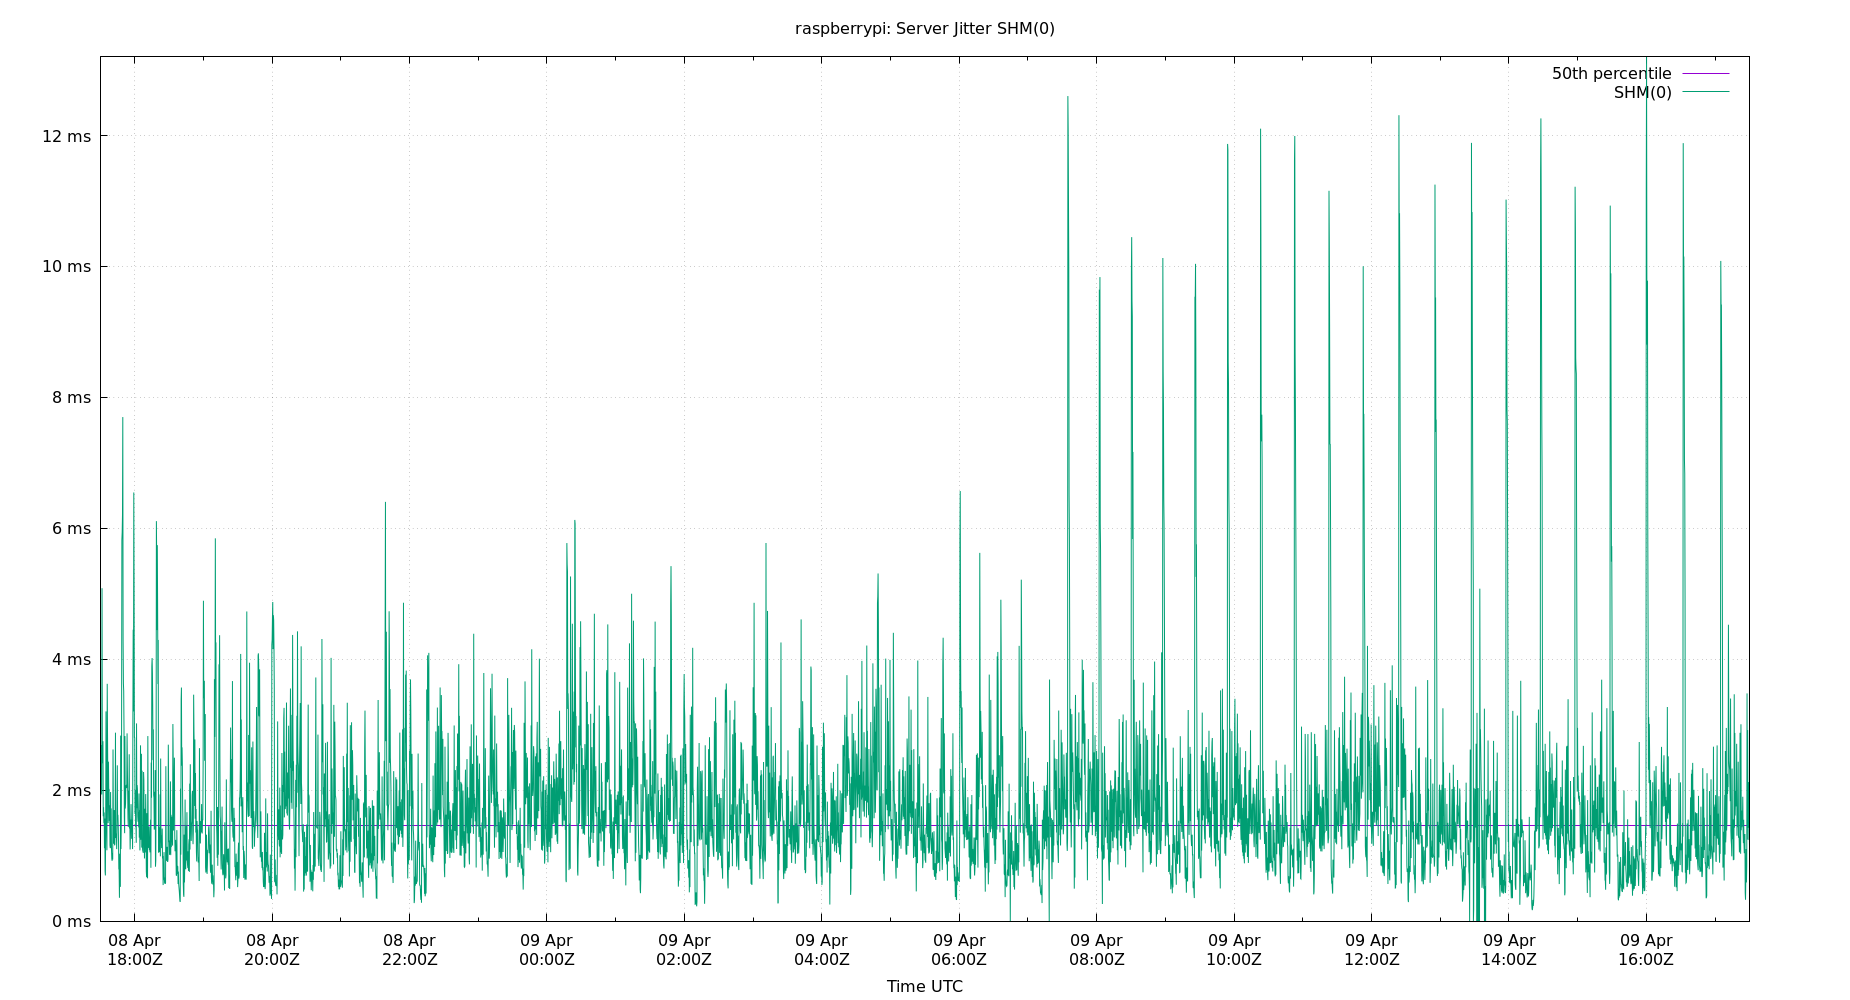 raspberrypi: Server Jitter SHM(0)
50th percentile
SHM(0)
12 ms
10 ms
8 ms
6 ms
4 ms
2 ms
0 ms
08 Apr 08 Apr 08 Apr 09 Apr 09 Apr 09 Apr 09 Apr 09 Apr 09 Apr 09 Apr 09 Apr 09 Apr
18:00Z 20:00Z 22:00Z 00:00Z 02:00Z 04:00Z 06:00Z 08:00Z 10:00Z 12:00Z 14:00Z 16:00Z
Time UTC